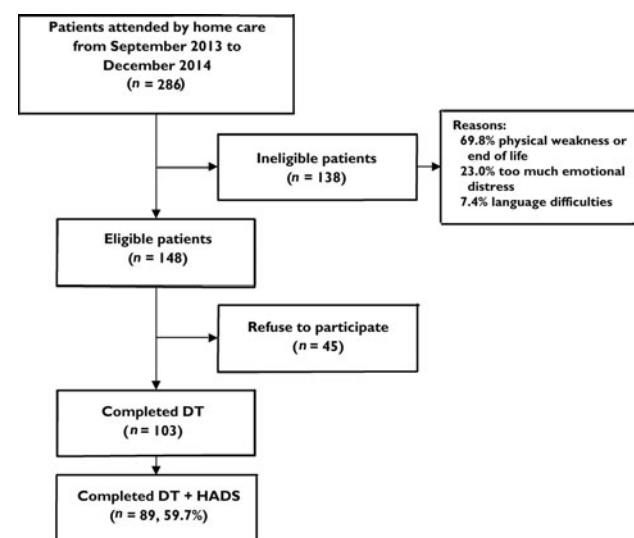 Patients attended by home care
from September 2013 to
December 2014
(n = 286)
Ineligible patients
(n = 138)
Reasons:
69.8% physical weakness or
end of life
23.0% too much emotional
distress
7.4% language difficulties
Eligible patients
(n = 148)
Refuse to participate
(n = 45)
Completed DT
(n = 103)
Completed DT + HADS
(n = 89, 59.7%)